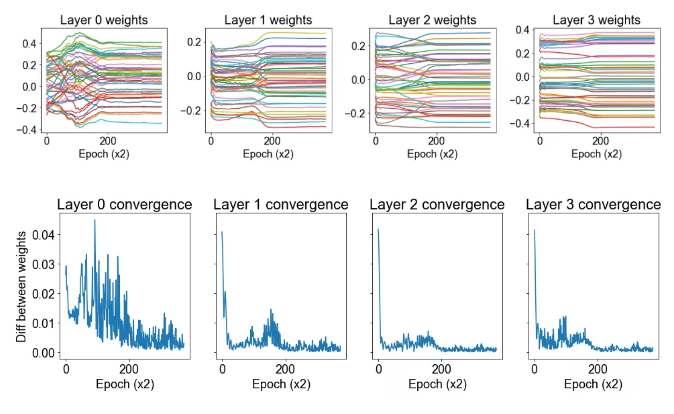 Layer 0 weights
0.4
0.2
0.0
−0.2
−0.4
0
200
Epoch (x2)
Layer 1 weights
0.2
0.0
−0.2
0
200
Epoch (x2)
Layer 2 weights
0.2
0.0
−0.2
0
200
Epoch (x2)
Layer 3 weights
0.4
0.2
0.0
−0.2
−0.4
0
200
Epoch (x2)
Layer 0 convergence
Diff between weights
0.04
0.03
0.02
0.01
0.00
0
200
Epoch (x2)
Layer 1 convergence
0
200
Epoch (x2)
Layer 2 convergence
0
200
Epoch (x2)
Layer 3 convergence
0
200
Epoch (x2)